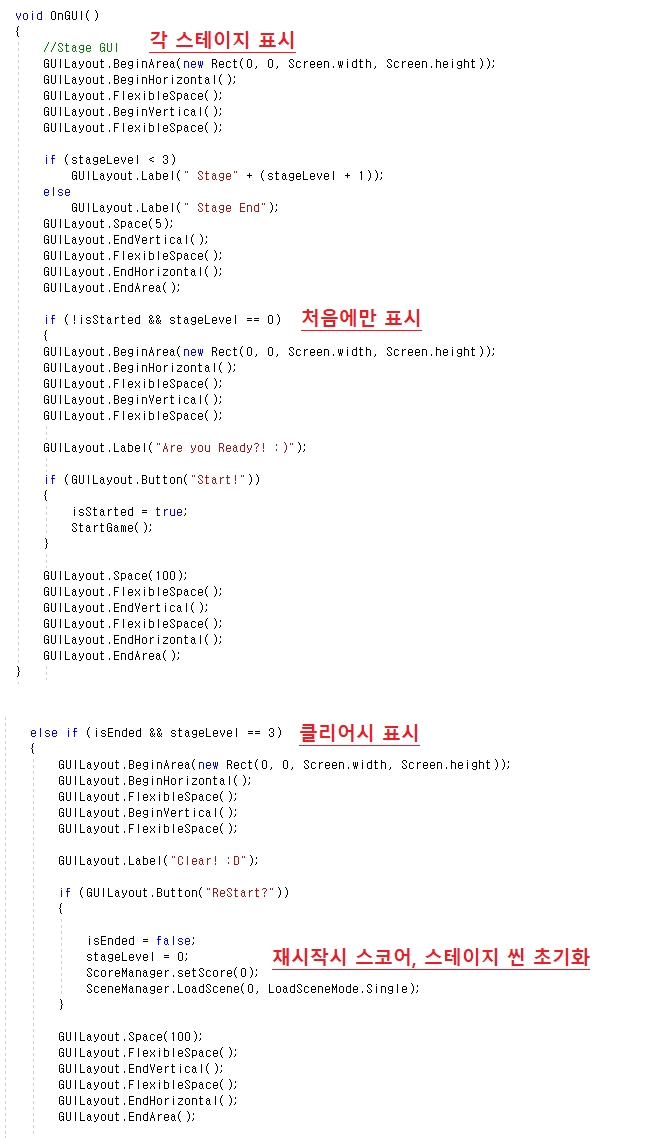 void OnGUI()
{
//Stage GUI 각 스테이지 표시
GUILayout.BeginArea(new Rect(0, 0, Screen.width, Screen.height));
GUILayout.BeginHorizontal();
GUILayout.FlexibleSpace();
GUILayout.BeginVertical();
GUILayout.FlexibleSpace();
if (stageLevel < 3)
GUILayout.Label(" Stage" + (stageLevel + 1));
else
GUILayout.Label(" Stage End");
GUILayout.Space(5);
GUILayout.EndVertical();
GUILayout.FlexibleSpace();
GUILayout.EndHorizontal();
GUILayout.EndArea();
if (!isStarted && stageLevel == 0) 처음에만 표시
{
GUILayout.BeginArea(new Rect(0, 0, Screen.width, Screen.height));
GUILayout.BeginHorizontal();
GUILayout.FlexibleSpace();
GUILayout.BeginVertical();
GUILayout.FlexibleSpace();
GUILayout.Label("Are you Ready?! :)");
if (GUILayout.Button("Start!"))
{
isStarted = true;
StartGame();
}
GUILayout.Space(100);
GUILayout.FlexibleSpace();
GUILayout.EndVertical();
GUILayout.FlexibleSpace();
GUILayout.EndHorizontal();
GUILayout.EndArea();
}
else if (isEnded && stageLevel == 3) 클리어시 표시
{
GUILayout.BeginArea(new Rect(0, 0, Screen.width, Screen.height));
GUILayout.BeginHorizontal();
GUILayout.FlexibleSpace();
GUILayout.BeginVertical();
GUILayout.FlexibleSpace();
GUILayout.Label("Clear! :D");
if (GUILayout.Button("ReStart?"))
{
isEnded = false;
stageLevel = 0; 재시작시 스코어, 스테이지 씬 초기화
ScoreManager.setScore(0);
SceneManager.LoadScene(0, LoadSceneMode.Single);
}
GUILayout.Space(100);
GUILayout.FlexibleSpace();
GUILayout.EndVertical();
GUILayout.FlexibleSpace();
GUILayout.EndHorizontal();
GUILayout.EndArea();